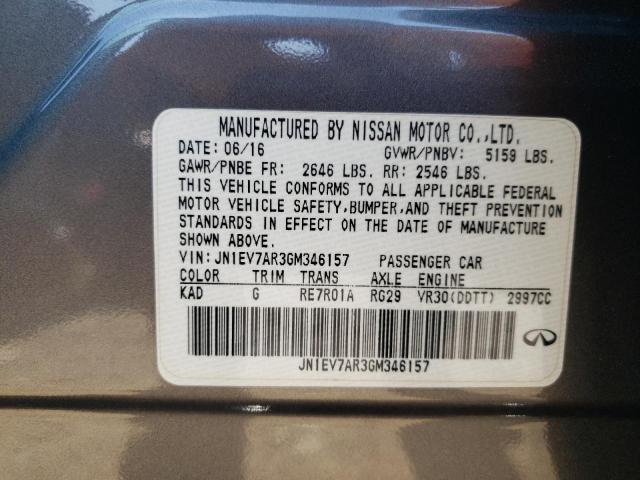 MANUFACTURED BY NISSAN MOTOR CO.,LTD.
DATE: 06/16 GVWR/PNBV: 5159 LBS.
GAWR/PNBE FR: 2646 LBS. RR: 2546 LBS.
THIS VEHICLE CONFORMS TO ALL APPLICABLE FEDERAL
MOTOR VEHICLE SAFETY,BUMPER,AND THEFT PREVENTION
STANDARDS IN EFFECT ON THE DATE OF MANUFACTURE
SHOWN ABOVE.
VIN: JN1EV7AR3GM346157 PASSENGER CAR
COLOR TRIM TRANS AXLE ENGINE
KAD G RE7R01A RG29 VR30(DDTT) 2997CC
JN1EV7AR3GM346157